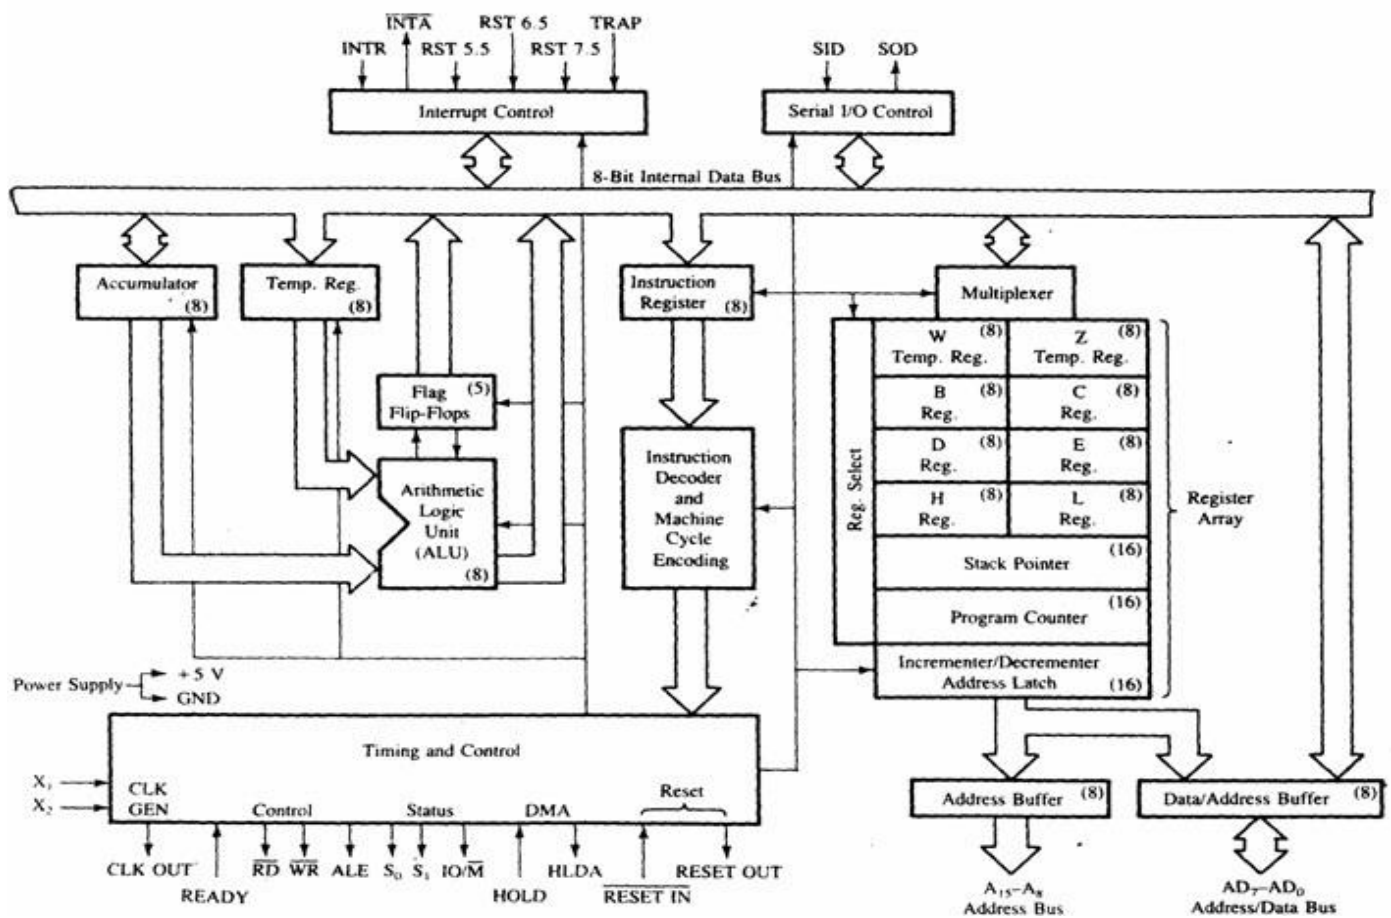 INTA RST 6.5 TRAP
INTR RST 5.5 RST 7.5
SID SOD
Interrupt Control
Serial I/O Control
8-Bit Internal Data Bus
Accumulator
(8)
Temp. Reg.
(8)
Instruction
Register
(8)
Multiplexer
Flag
Flip-Flops
(5)
Arithmetic
Logic
Unit
(ALU)
(8)
Instruction
Decoder
and
Machine
Cycle
Encoding
Reg. Select
W (8)
Temp. Reg.
Z (8)
Temp. Reg.
B (8)
Reg.
C (8)
Reg.
D (8)
Reg.
E (8)
Reg.
H (8)
Reg.
L (8)
Reg.
Stack Pointer (16)
Program Counter (16)
Incrementer/Decrementer
Address Latch (16)
Register
Array
Power Supply
+5 V
GND
Timing and Control
X₁
X₂
CLK
GEN
Control
Status
DMA
Reset
Address Buffer (8)
Data/Address Buffer (8)
CLK OUT
READY
RD WR ALE S₀ S₁ IO/M
HOLD
HLDA
RESET IN
RESET OUT
A₁₅–A₈
Address Bus
AD₇–AD₀
Address/Data Bus